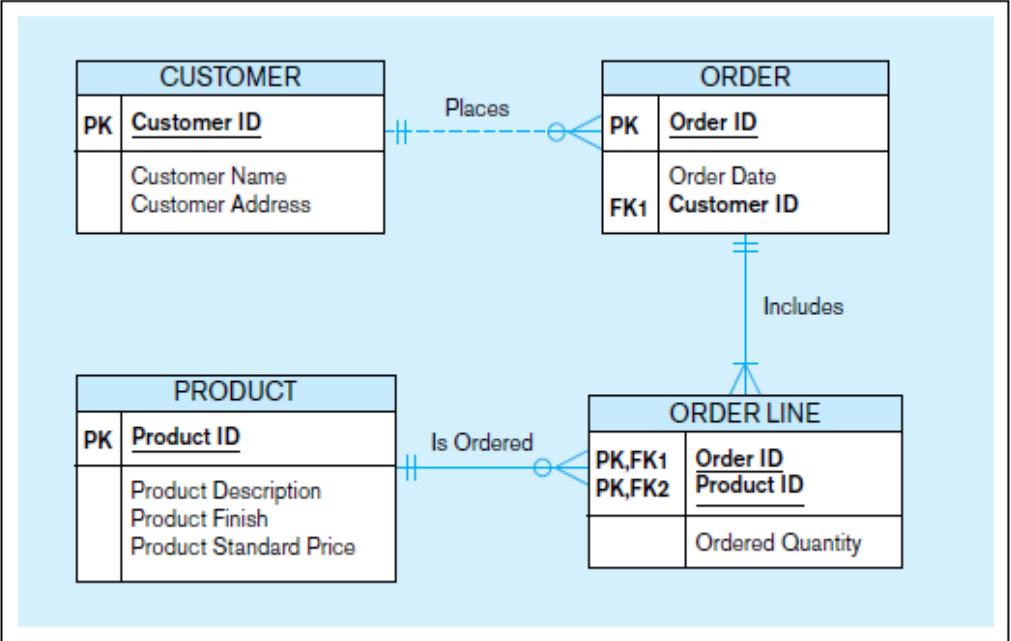 CUSTOMER
PK Customer ID
Customer Name
Customer Address
Places
ORDER
PK Order ID
Order Date
FK1 Customer ID
Includes
PRODUCT
PK Product ID
Product Description
Product Finish
Product Standard Price
Is Ordered
ORDER LINE
PK,FK1 Order ID
PK,FK2 Product ID
Ordered Quantity